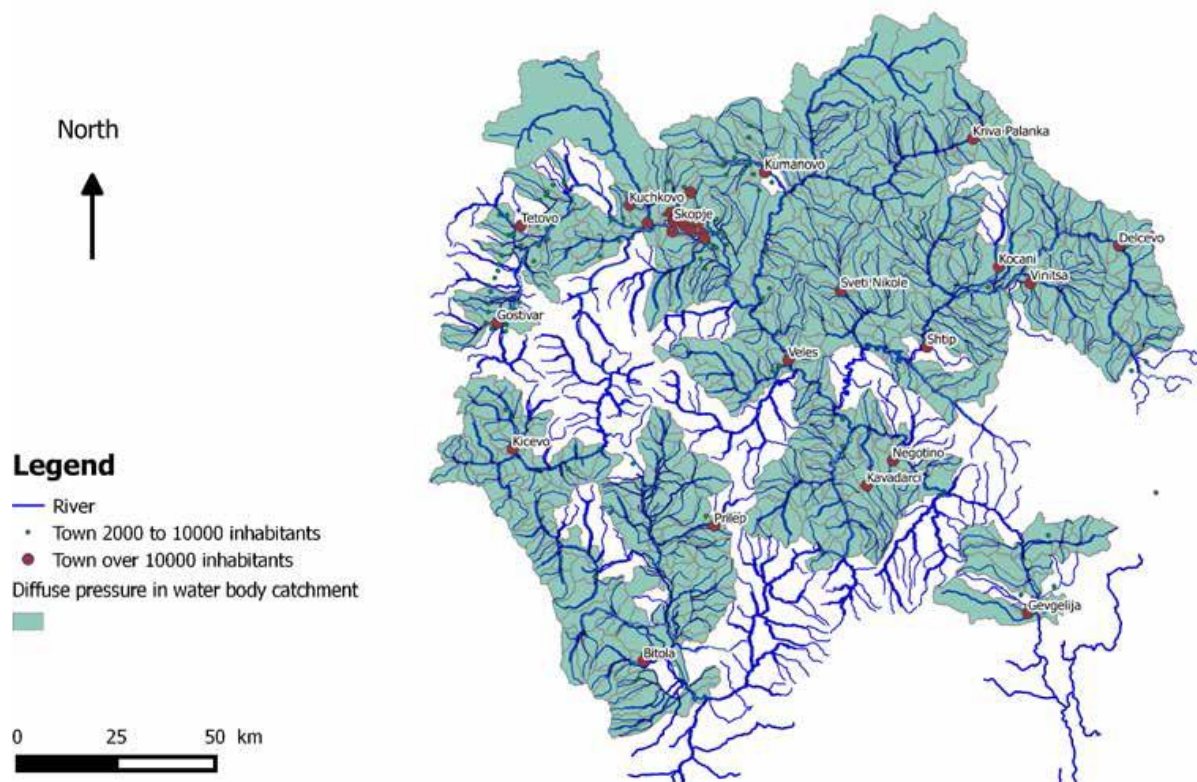 North
Kriva Palanka
Kumanovo
Kuchkovo
Skopje
Tetovo
Delcevo
Kocani
Vinitsa
Sveti Nikole
Gostivar
Shtip
Veles
Kicevo
Negotino
Kavadarci
Prilep
Gevgelija
Bitola
Legend
River
Town 2000 to 10000 inhabitants
Town over 10000 inhabitants
Diffuse pressure in water body catchment
0 25 50 km